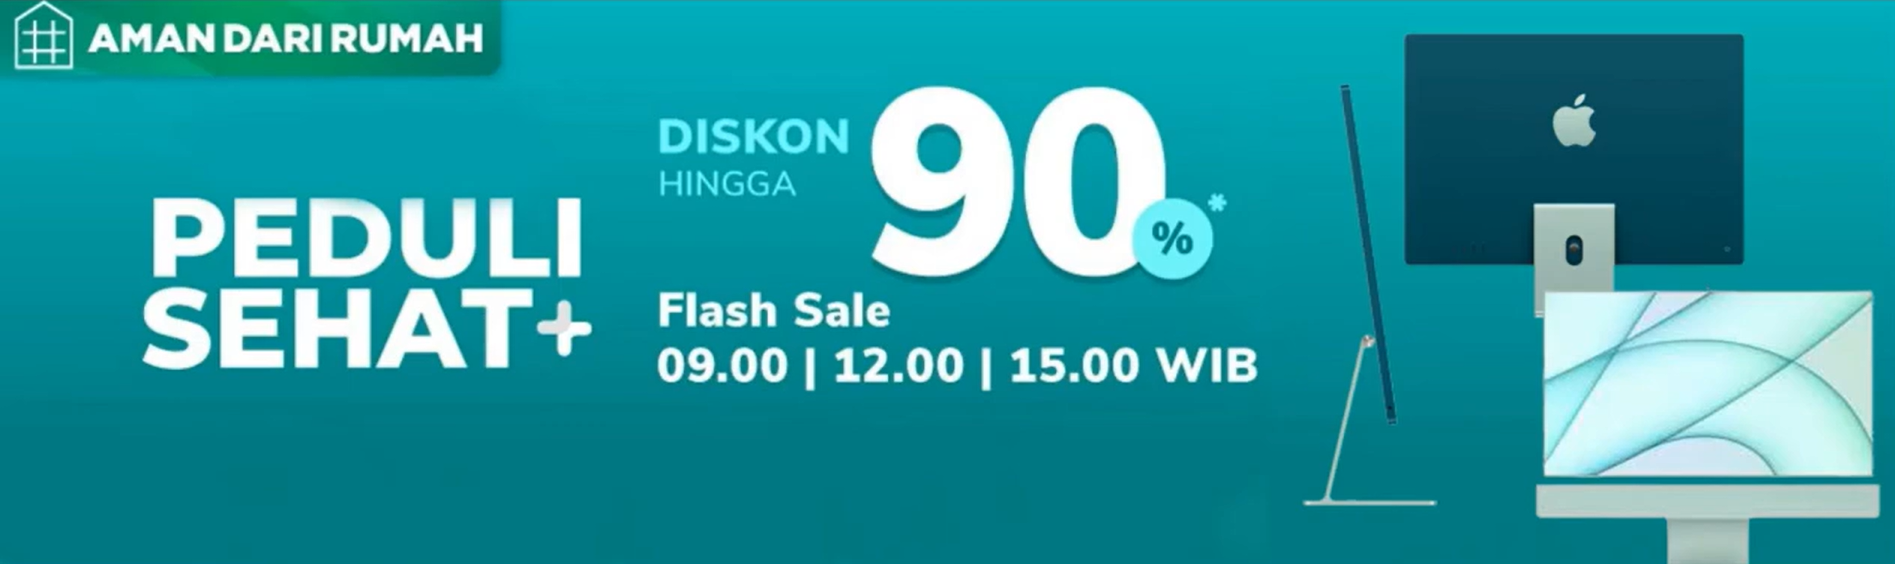 # AMAN DARI RUMAH
PEDULI
SEHAT+
DISKON
HINGGA
90%*
Flash Sale
09.00 | 12.00 | 15.00 WIB